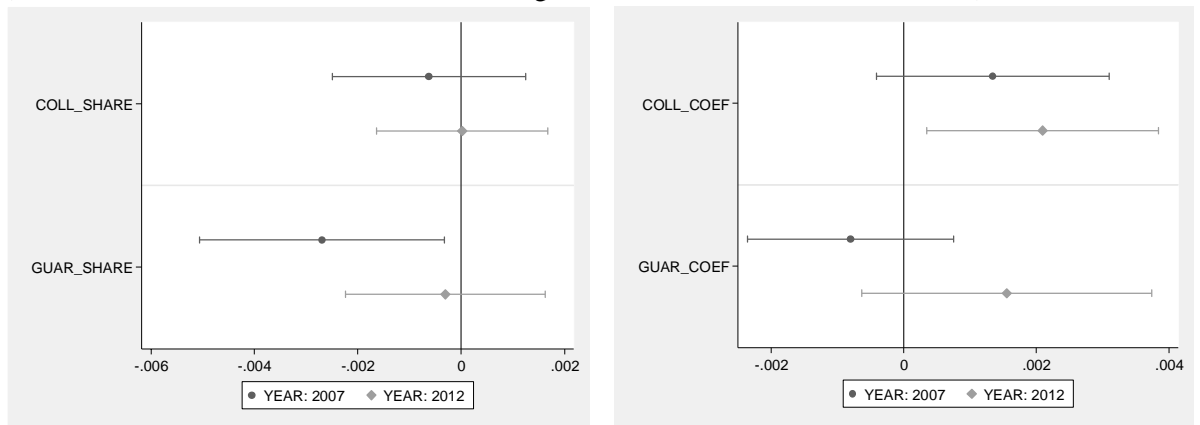 COLL_SHARE
GUAR_SHARE
-.006 -.004 -.002 0 .002
YEAR: 2007 YEAR: 2012
COLL_COEF
GUAR_COEF
-.002 0 .002 .004
YEAR: 2007 YEAR: 2012